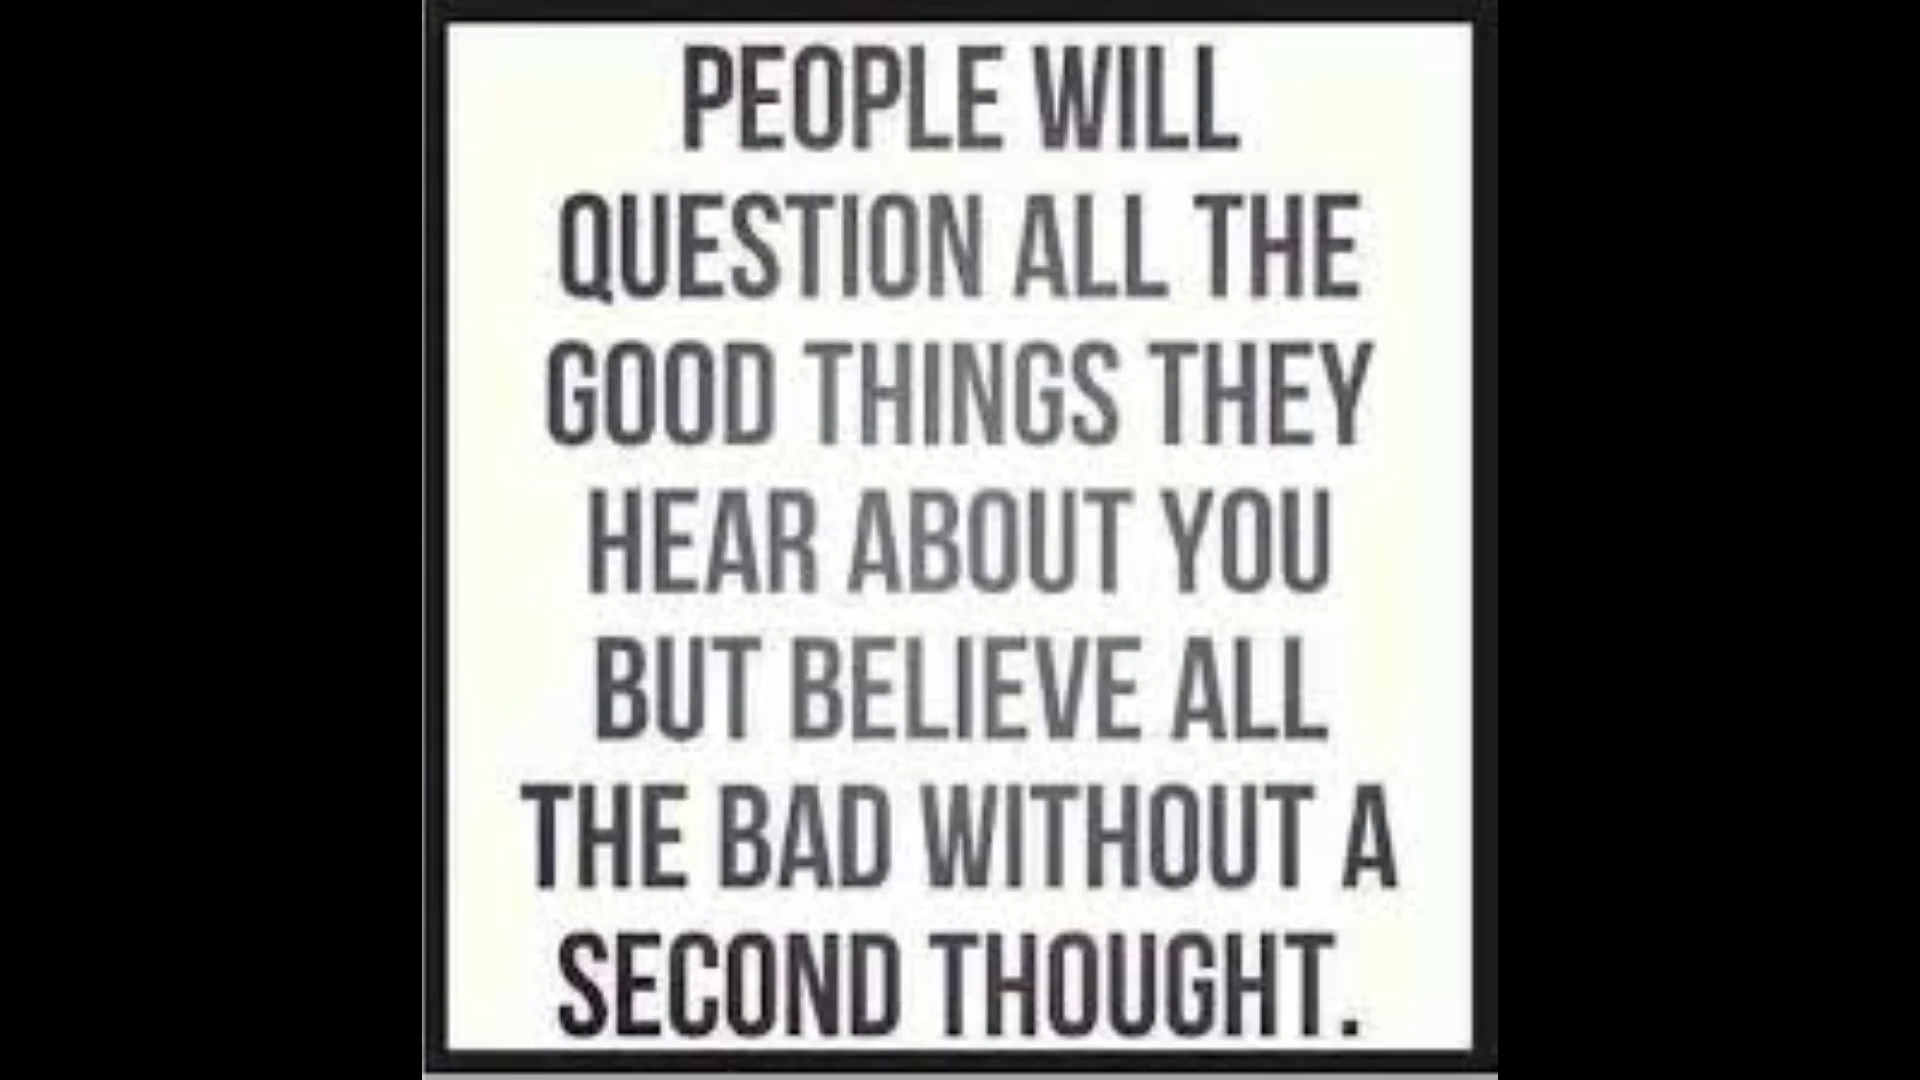 PEOPLE WILL
QUESTION ALL THE
GOOD THINGS THEY
HEAR ABOUT YOU
BUT BELIEVE ALL
THE BAD WITHOUT A
SECOND THOUGHT.